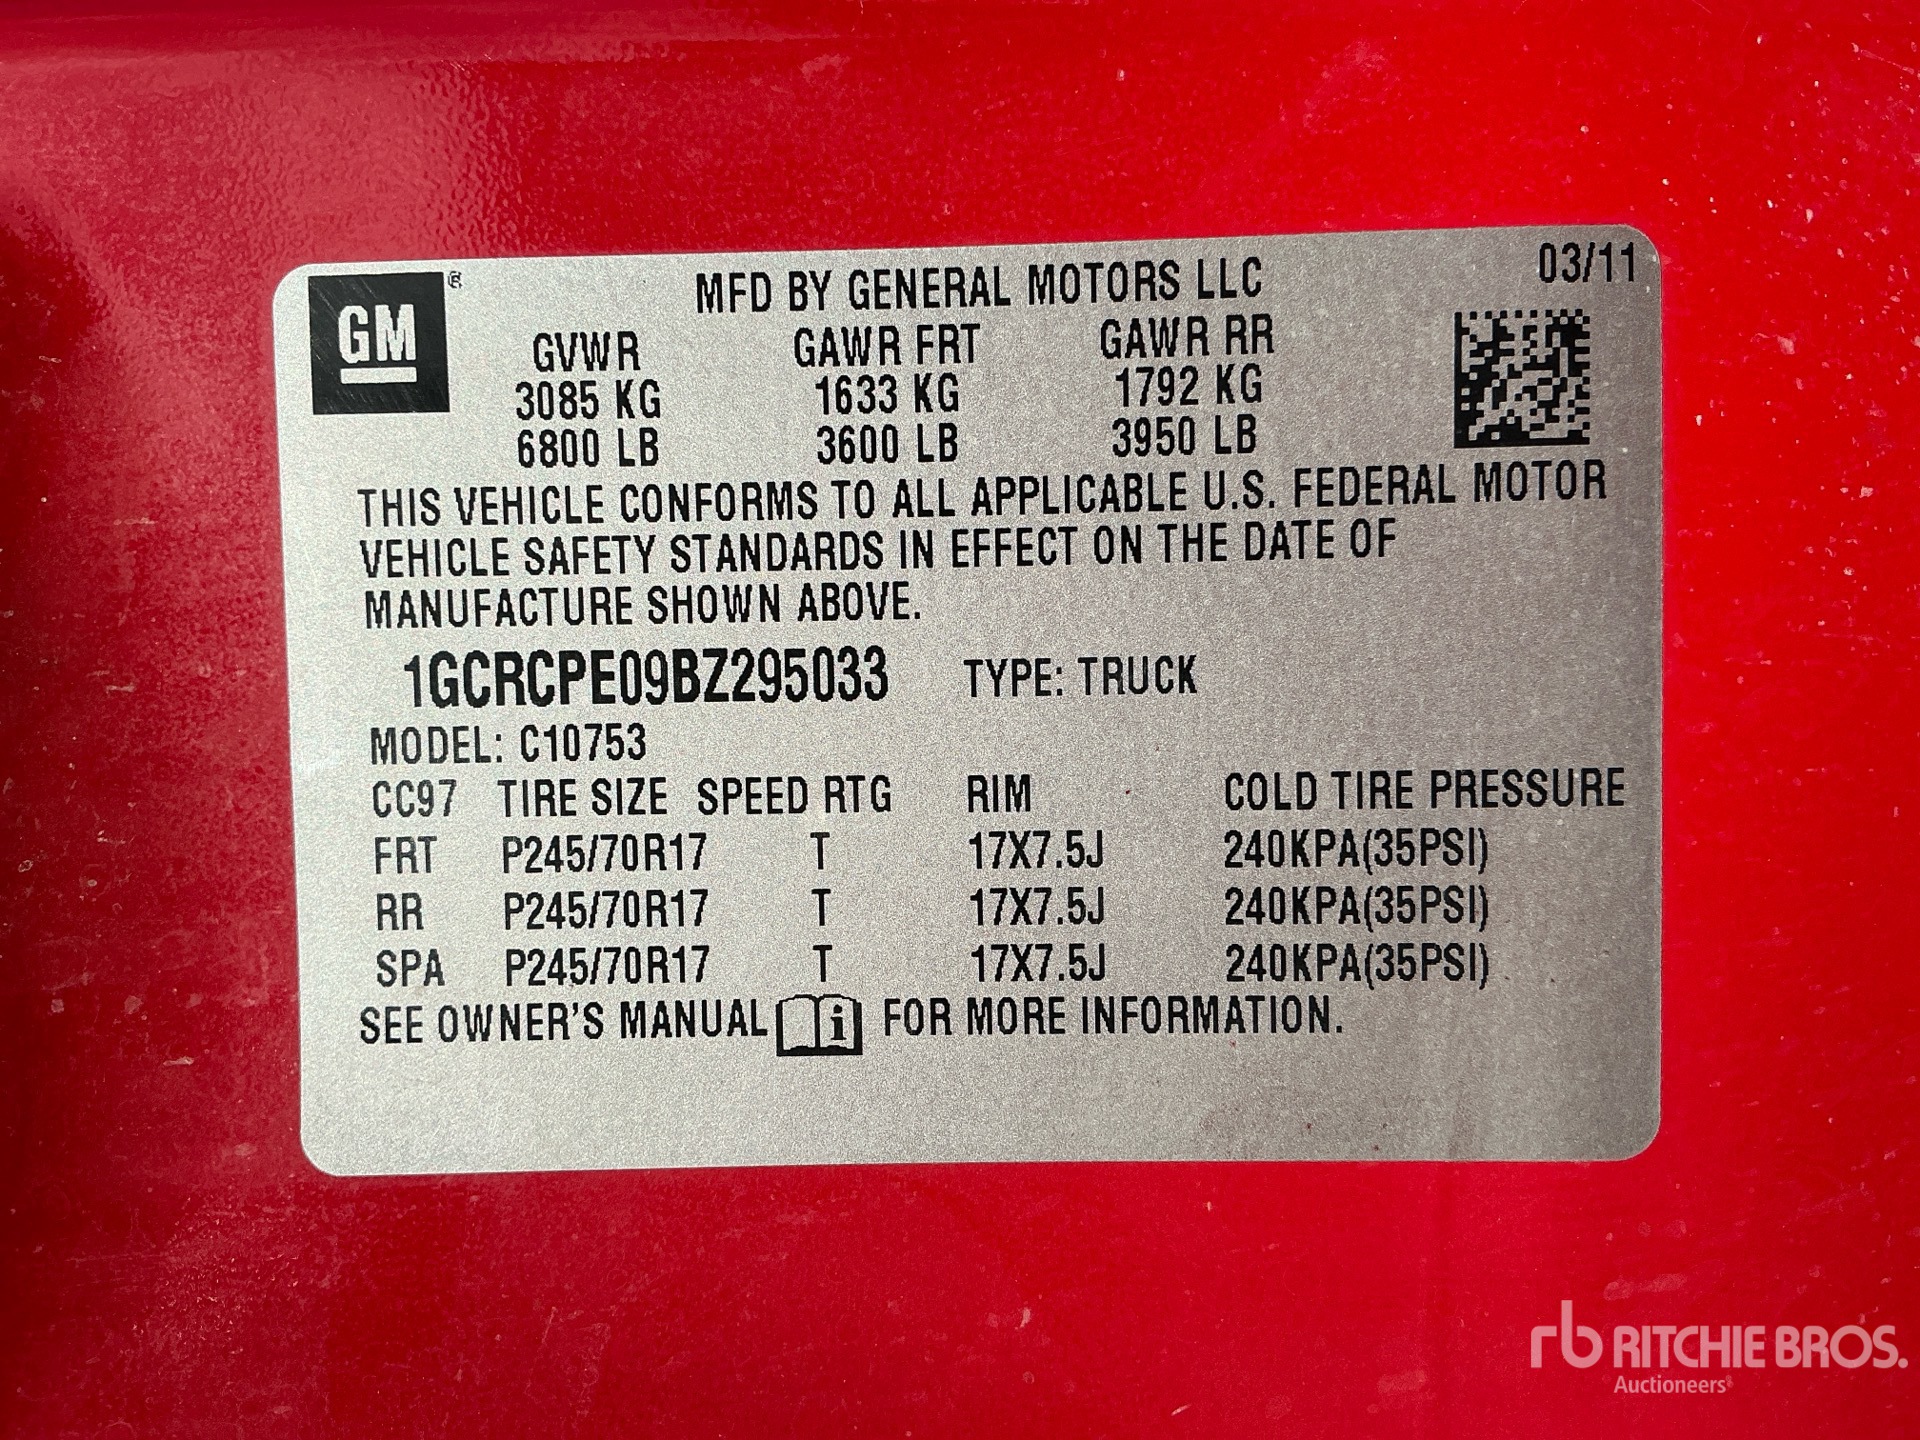 GM®
MFD BY GENERAL MOTORS LLC
03/11
GVWR GAWR FRT GAWR RR
3085 KG 1633 KG 1792 KG
6800 LB 3600 LB 3950 LB
THIS VEHICLE CONFORMS TO ALL APPLICABLE U.S. FEDERAL MOTOR
VEHICLE SAFETY STANDARDS IN EFFECT ON THE DATE OF
MANUFACTURE SHOWN ABOVE.
1GCRCPE09BZ295033 TYPE: TRUCK
MODEL: C10753
CC97 TIRE SIZE SPEED RTG RIM COLD TIRE PRESSURE
FRT P245/70R17 T 17X7.5J 240KPA(35PSI)
RR P245/70R17 T 17X7.5J 240KPA(35PSI)
SPA P245/70R17 T 17X7.5J 240KPA(35PSI)
SEE OWNER'S MANUAL i FOR MORE INFORMATION.
rb RITCHIE BROS.
Auctioneers®